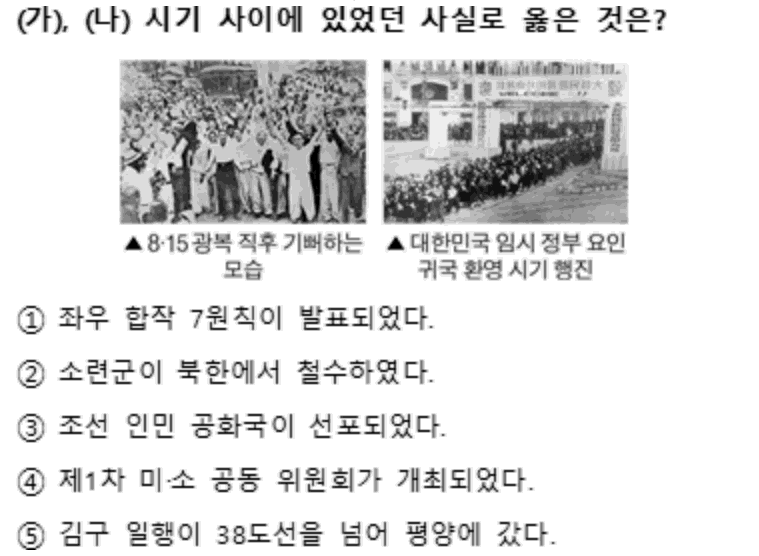 (가), (나) 시기 사이에 있었던 사실로 옳은 것은?
WELCOME
▲ 8·15 광복 직후 기뻐하는
모습
▲ 대한민국 임시 정부 요인
귀국 환영 시기 행진
① 좌우 합작 7원칙이 발표되었다.
② 소련군이 북한에서 철수하였다.
③ 조선 인민 공화국이 선포되었다.
④ 제1차 미·소 공동 위원회가 개최되었다.
⑤ 김구 일행이 38도선을 넘어 평양에 갔다.